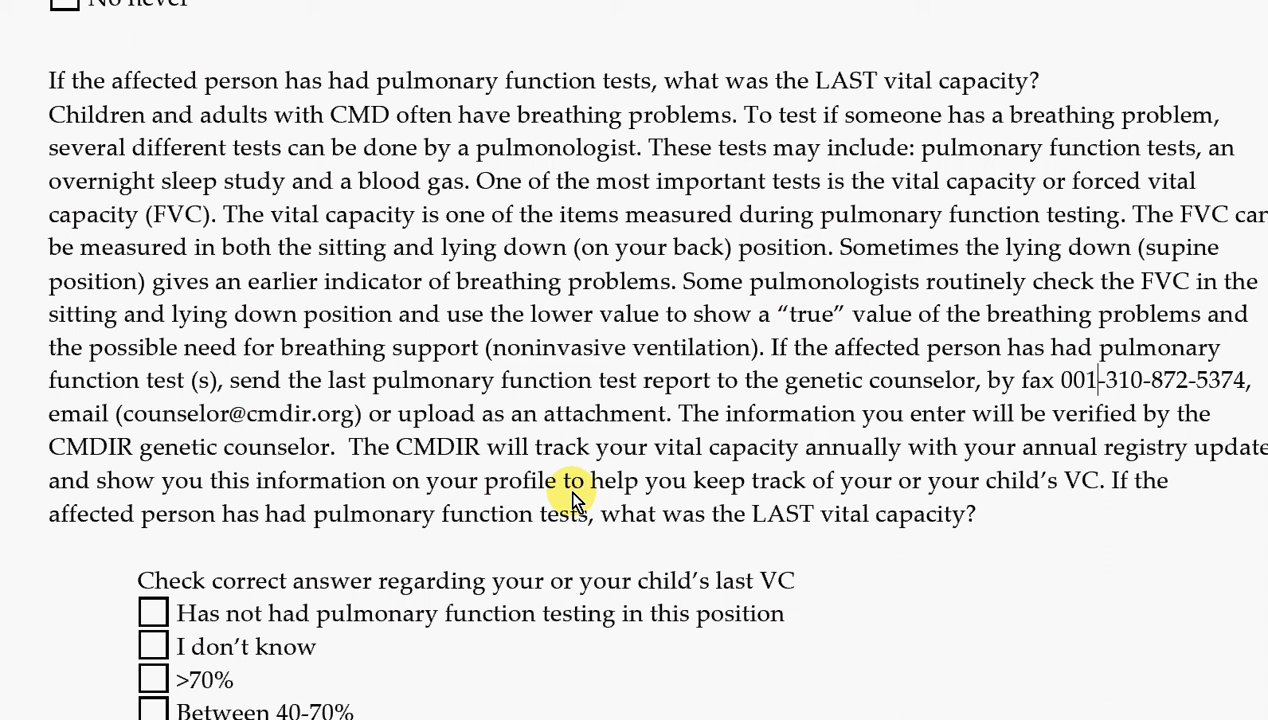 No never
If the affected person has had pulmonary function tests, what was the LAST vital capacity?
Children and adults with CMD often have breathing problems. To test if someone has a breathing problem,
several different tests can be done by a pulmonologist. These tests may include: pulmonary function tests, an
overnight sleep study and a blood gas. One of the most important tests is the vital capacity or forced vital
capacity (FVC). The vital capacity is one of the items measured during pulmonary function testing. The FVC can
be measured in both the sitting and lying down (on your back) position. Sometimes the lying down (supine
position) gives an earlier indicator of breathing problems. Some pulmonologists routinely check the FVC in the
sitting and lying down position and use the lower value to show a “true” value of the breathing problems and
the possible need for breathing support (noninvasive ventilation). If the affected person has had pulmonary
function test (s), send the last pulmonary function test report to the genetic counselor, by fax 001-310-872-5374,
email (counselor@cmdir.org) or upload as an attachment. The information you enter will be verified by the
CMDIR genetic counselor.  The CMDIR will track your vital capacity annually with your annual registry update
and show you this information on your profile to help you keep track of your or your child’s VC. If the
affected person has had pulmonary function tests, what was the LAST vital capacity?
Check correct answer regarding your or your child’s last VC
Has not had pulmonary function testing in this position
I don’t know
>70%
Between 40-70%